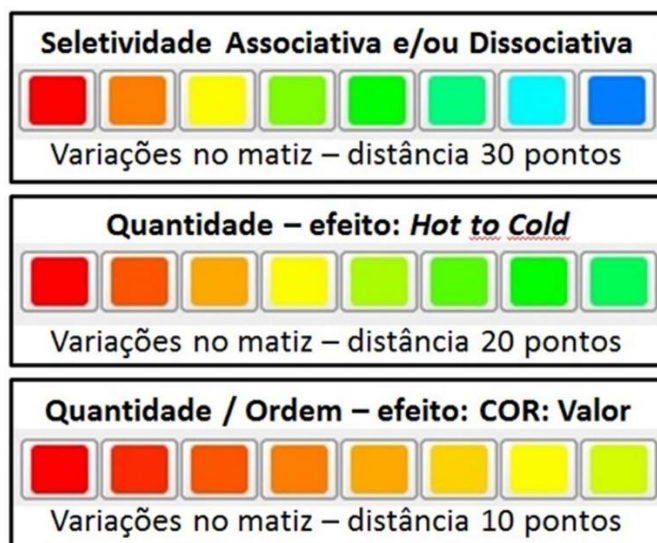 Seletividade Associativa e/ou Dissociativa
Variações no matiz – distância 30 pontos
Quantidade – efeito: Hot to Cold
Variações no matiz – distância 20 pontos
Quantidade / Ordem – efeito: COR: Valor
Variações no matiz – distância 10 pontos